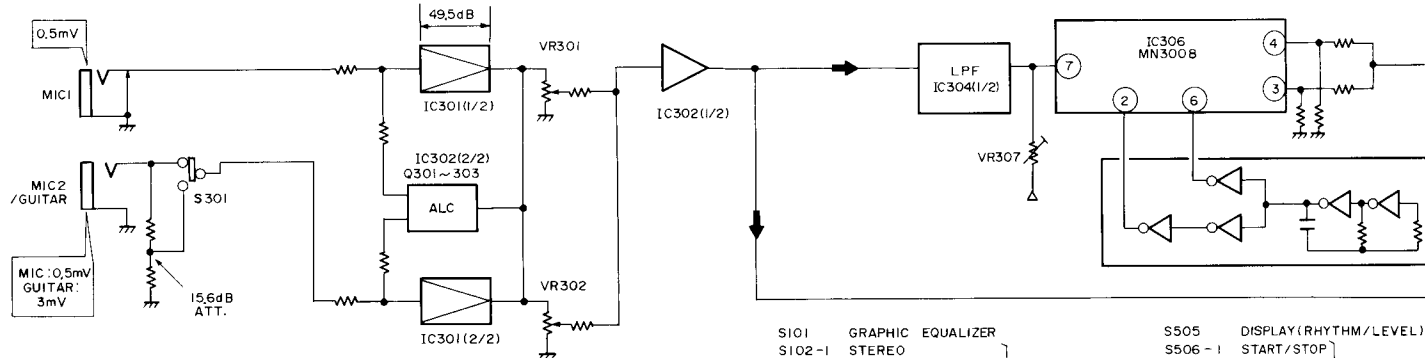 49.5dB
0.5mV
MIC1
IC301(1/2)
VR301
IC302(1/2)
LPF
IC304(1/2)
VR307
IC306
MN3008
7
4
3
2
6
MIC2
/GUITAR
S301
MIC:0.5mV
GUITAR:
3mV
15.6dB
ATT.
IC302(2/2)
Q301~303
ALC
IC301(2/2)
VR302
S101 GRAPHIC EQUALIZER
S102-1 STEREO
S505 DISPLAY(RHYTHM/LEVEL)
S506-1 START/STOP